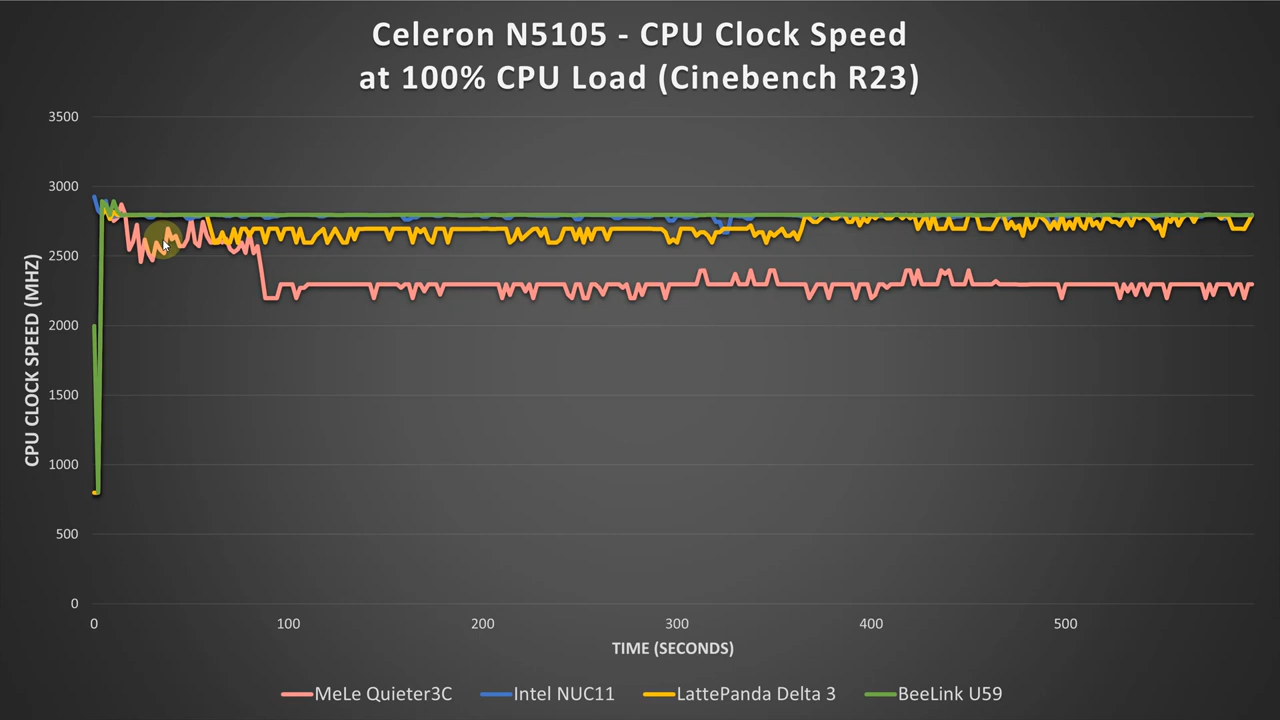 Celeron N5105 - CPU Clock Speed
at 100% CPU Load (Cinebench R23)
3500
3000
2500
2000
1500
1000
500
0
CPU CLOCK SPEED (MHZ)
0 100 200 300 400 500
TIME (SECONDS)
MeLe Quieter3C Intel NUC11 LattePanda Delta 3 BeeLink U59